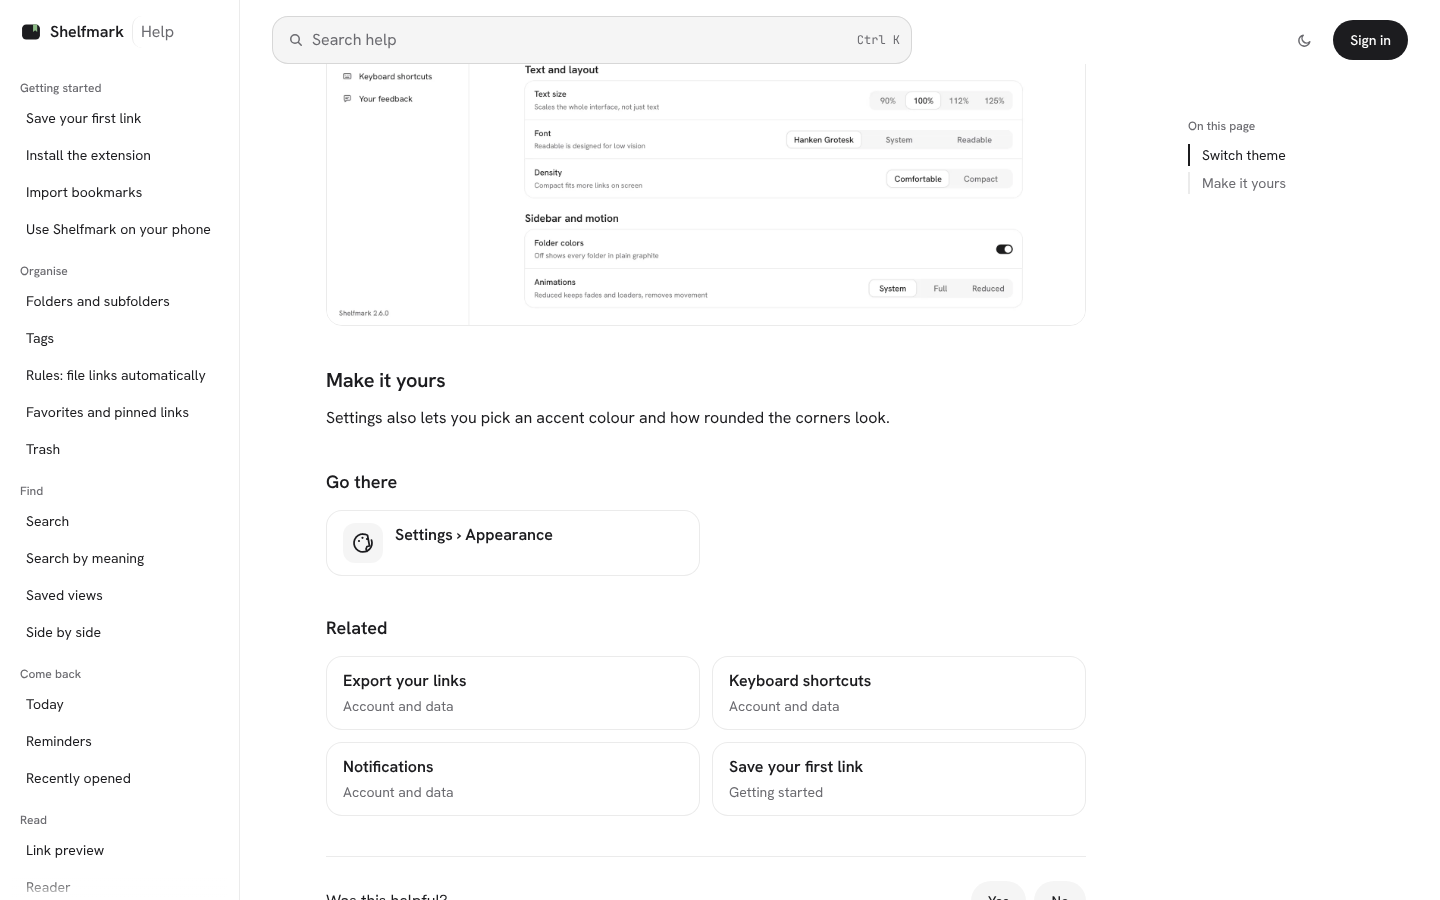 Shelfmark
Help
Search help
Ctrl K
Sign in
Getting started
Save your first link
Install the extension
Import bookmarks
Use Shelfmark on your phone
Organise
Folders and subfolders
Tags
Rules: file links automatically
Favorites and pinned links
Trash
Find
Search
Search by meaning
Saved views
Side by side
Come back
Today
Reminders
Recently opened
Read
Link preview
Reader
Keyboard shortcuts
Your feedback
Shelfmark 2.6.0
Text and layout
Text size
Scales the whole interface, not just text
90% 100% 112% 125%
Font
Readable is designed for low vision
Hanken Grotesk System Readable
Density
Compact fits more links on screen
Comfortable Compact
Sidebar and motion
Folder colors
Off shows every folder in plain graphite
Animations
Reduced keeps fades and loaders, removes movement
System Full Reduced
Make it yours
Settings also lets you pick an accent colour and how rounded the corners look.
Go there
Settings › Appearance
Related
Export your links
Account and data
Keyboard shortcuts
Account and data
Notifications
Account and data
Save your first link
Getting started
Was this helpful?
Yes No
On this page
Switch theme
Make it yours